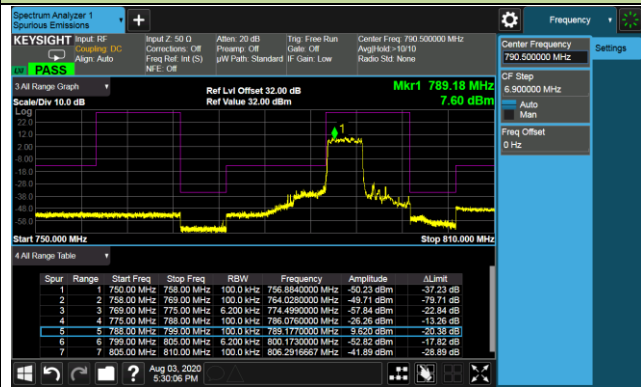 Spectrum Analyzer 1
Spurious Emissions
Frequency
KEYSIGHT Input: RF
Coupling: DC
Align: Auto
Input Z: 50 Ω
Corrections: Off
Freq Ref: Int (S)
NFE: Off
Atten: 20 dB
Preamp: Off
µW Path: Standard
Trig: Free Run
Gate: Off
IF Gain: Low
Center Freq: 790.500000 MHz
Avg|Hold:>10/10
Radio Std: None
PASS
Center Frequency
790.500000 MHz
Settings
CF Step
6.900000 MHz
Auto
Man
Freq Offset
0 Hz
3 All Range Graph
Scale/Div 10.0 dB
Ref Lvl Offset 32.00 dB
Ref Value 32.00 dBm
Mkr1 789.18 MHz
7.60 dBm
Log
22.0
12.0
2.00
-8.00
-18.0
-28.0
-38.0
-48.0
-58.0
1
Start 750.000 MHz
Stop 810.000 MHz
4 All Range Table
Spur Range Start Freq Stop Freq RBW Frequency Amplitude ΔLimit
1 1 750.00 MHz 758.00 MHz 100.0 kHz 756.8840000 MHz -50.23 dBm -37.23 dB
2 2 758.00 MHz 769.00 MHz 100.0 kHz 764.0280000 MHz -49.71 dBm -79.71 dB
3 3 769.00 MHz 775.00 MHz 6.200 kHz 774.4990000 MHz -57.84 dBm -22.84 dB
4 4 775.00 MHz 788.00 MHz 100.0 kHz 786.0760000 MHz -26.26 dBm -13.26 dB
5 5 788.00 MHz 799.00 MHz 100.0 kHz 789.1770000 MHz 9.620 dBm -20.38 dB
6 6 799.00 MHz 805.00 MHz 6.200 kHz 800.1730000 MHz -52.82 dBm -17.82 dB
7 7 805.00 MHz 810.00 MHz 100.0 kHz 806.2916667 MHz -41.89 dBm -28.89 dB
Aug 03, 2020
5:30:06 PM